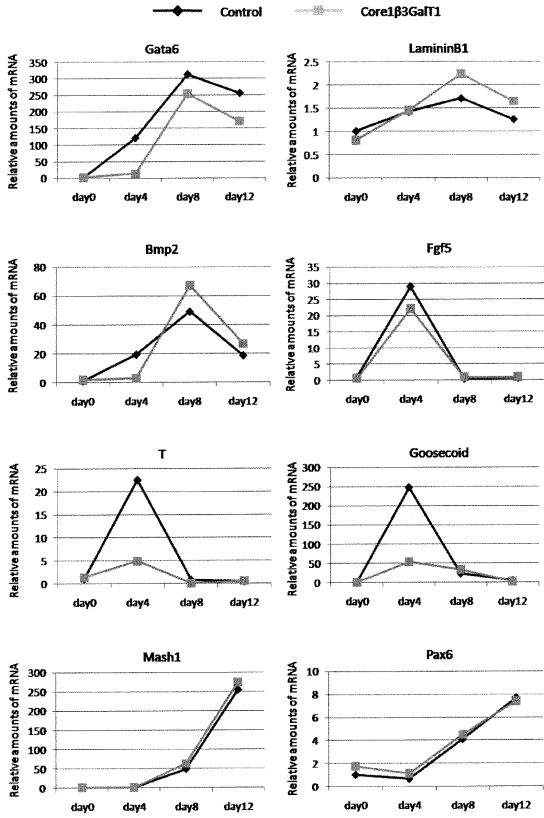 Control Core1β3GalT1
Gata6
Relative amounts of mRNA
350
300
250
200
150
100
50
0
day0 day4 day8 day12
LamininB1
Relative amounts of mRNA
2.5
2
1.5
1
0.5
0
day0 day4 day8 day12
Bmp2
Relative amounts of mRNA
80
60
40
20
0
day0 day4 day8 day12
Fgf5
Relative amounts of mRNA
35
30
25
20
15
10
5
0
day0 day4 day8 day12
T
Relative amounts of mRNA
25
20
15
10
5
0
day0 day4 day8 day12
Goosecoid
Relative amounts of mRNA
300
250
200
150
100
50
0
day0 day4 day8 day12
Mash1
Relative amounts of mRNA
300
250
200
150
100
50
0
day0 day4 day8 day12
Pax6
Relative amounts of mRNA
10
8
6
4
2
0
day0 day4 day8 day12